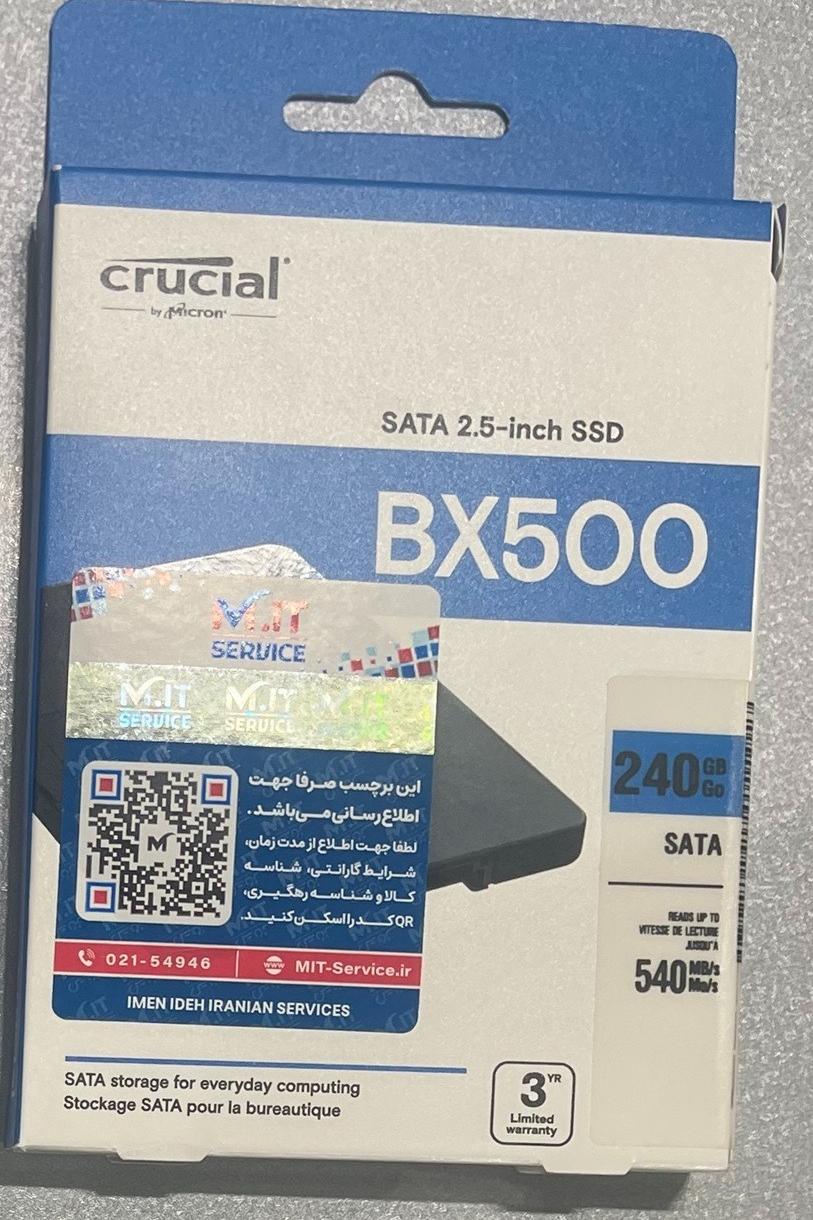 crucial
by Micron
SATA 2.5-inch SSD
BX500
M.IT
SERVICE
M.IT M.IT M.IT
SERVICE SERVICE
این برچسب صرفا جهت
اطلاع رسانی می‌باشد.
لطفا جهت اطلاع از مدت زمان،
شرایط گارانتی، شناسه
کالا و شناسه رهگیری،
QR کد را اسکن کنید.
021-54946
MIT-Service.ir
IMEN IDEH IRANIAN SERVICES
240 GB
Go
SATA
READS UP TO
VITESSE DE LECTURE
JUSQU'À
540 MB/s
Mo/s
SATA storage for everyday computing
Stockage SATA pour la bureautique
3 YR
Limited
warranty